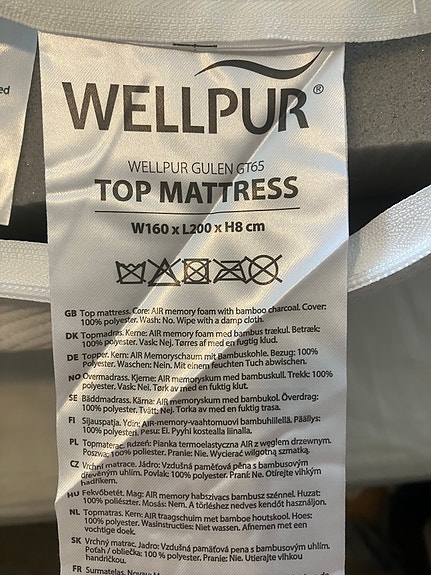 ed
WELLPUR®
WELLPUR GULEN GT65
TOP MATTRESS
W160 x L200 x H8 cm
GB Top mattress. Core: AIR memory foam with bamboo charcoal. Cover:
100% polyester. Wash: No. Wipe with a damp cloth.
DK Topmadras. Kerne: AIR memory foam med bambus trækul. Betræk:
100% polyester. Vask: Nej. Tørres af med en fugtig klud.
DE Topper. Kern: AIR Memoryschaum mit Bambuskohle. Bezug: 100%
polyester. Waschen: Nein. Mit einem feuchten Tuch abwischen.
NO Overmadrass. Kjerne: AIR memoryskum med bambuskull. Trekk: 100%
polyester. Vask: Nej. Tørk av med en fuktig klut.
SE Bäddmadrass. Kärna: AIR memoryskum med bambukol. Överdrag:
100% polyester. Tvätt: Nej. Torka av med en fuktig trasa.
FI Sijauspatja. Ydin: AIR-memory-vaahtomuovi bambuhiilellä. Päällys:
100% polyesteri. Pesu: Ei. Pyyhi kostealla liinalla.
PL Topmaterac. Rdzeń: Pianka termoelastyczna AIR z węglem drzewnym.
Poszwa: 100% poliester. Pranie: Nie. Wycierać wilgotną szmatką.
CZ Vrchní matrace. Jádro: Vzdušná paměťová pěna s bambusovým
dřevěným uhlím. Povlak: 100% polyester. Praní: Ne. Otírejte vlhkým
hadříkem.
HU Fekvőbetét. Mag: AIR memory habszivacs bambusz szénnel. Huzat:
100% poliészter. Mosás: Nem. A törléshez nedves kendőt használjon.
NL Topmatras. Kern: AIR traagschuim met bamboe houtskool. Hoes:
100% polyester. Wasinstructies: Niet wassen. Afnemen met een
vochtige doek.
SK Vrchný matrac. Jadro: Vzdušná pamäťová pena s bambusovým uhlím.
Poťah / obliečka: 100 % polyester. Pranie: Nie. Utierajte vlhkou
handričkou.
FR Surmatelas.